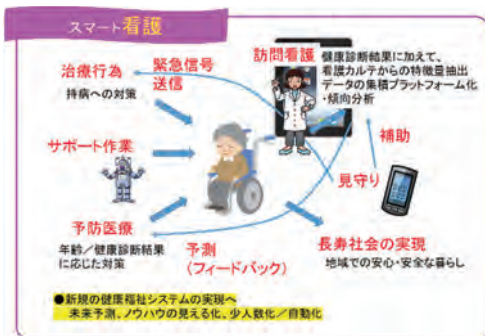 スマート看護
治療行為
持病への対策
緊急信号
送信
訪問看護
健康診断結果に加えて、
看護カルテからの特徴量抽出
データの集積プラットフォーム化
・傾向分析
サポート作業
補助
見守り
予防医療
年齢／健康診断結果
に応じた対策
予測
(フィードバック)
長寿社会の実現
地域での安心・安全な暮らし
●新規の健康福祉システムの実現へ
未来予測、ノウハウの見える化、少人数化／自動化